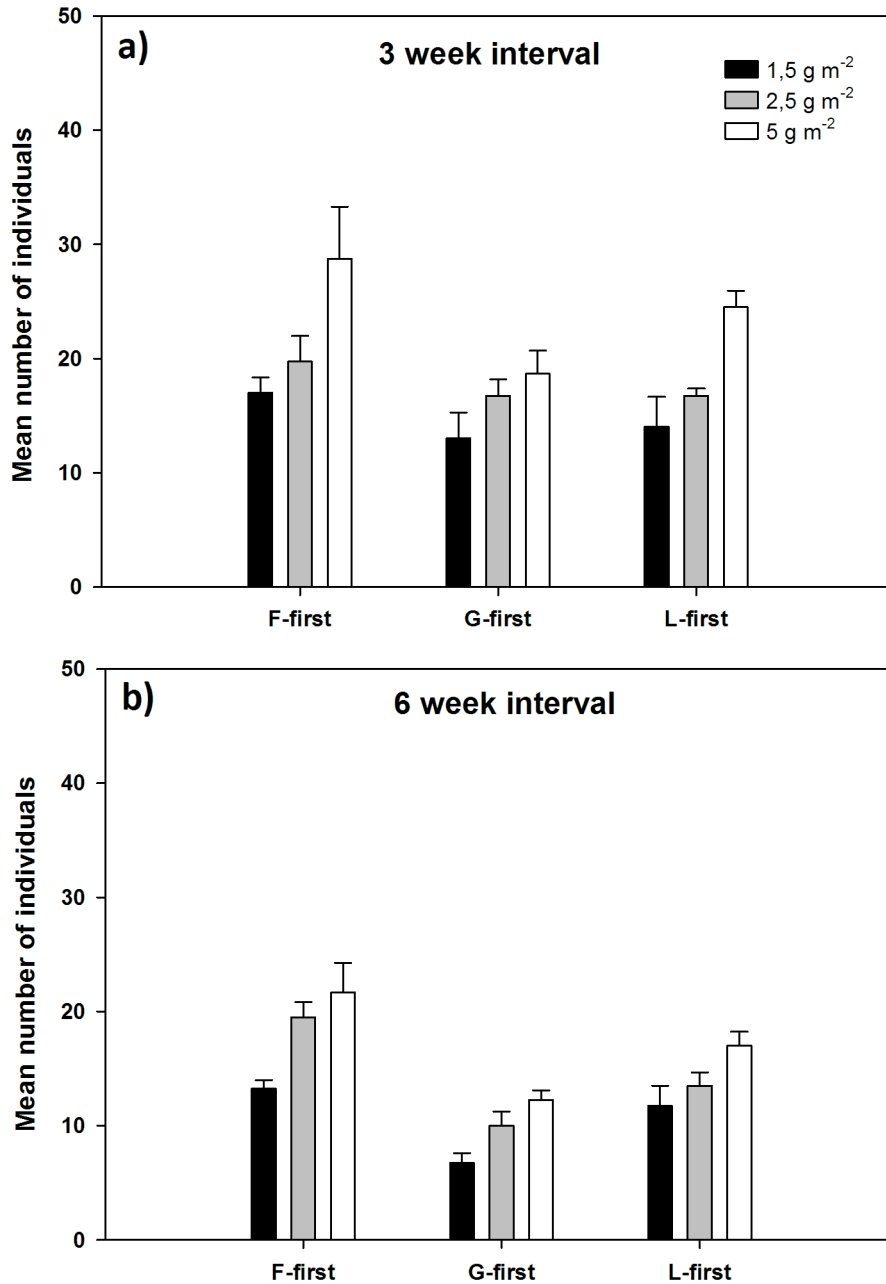 a)
3 week interval
1,5 g m⁻²
2,5 g m⁻²
5 g m⁻²
Mean number of individuals
50
40
30
20
10
0
F-first G-first L-first
b)
6 week interval
Mean number of individuals
50
40
30
20
10
0
F-first G-first L-first